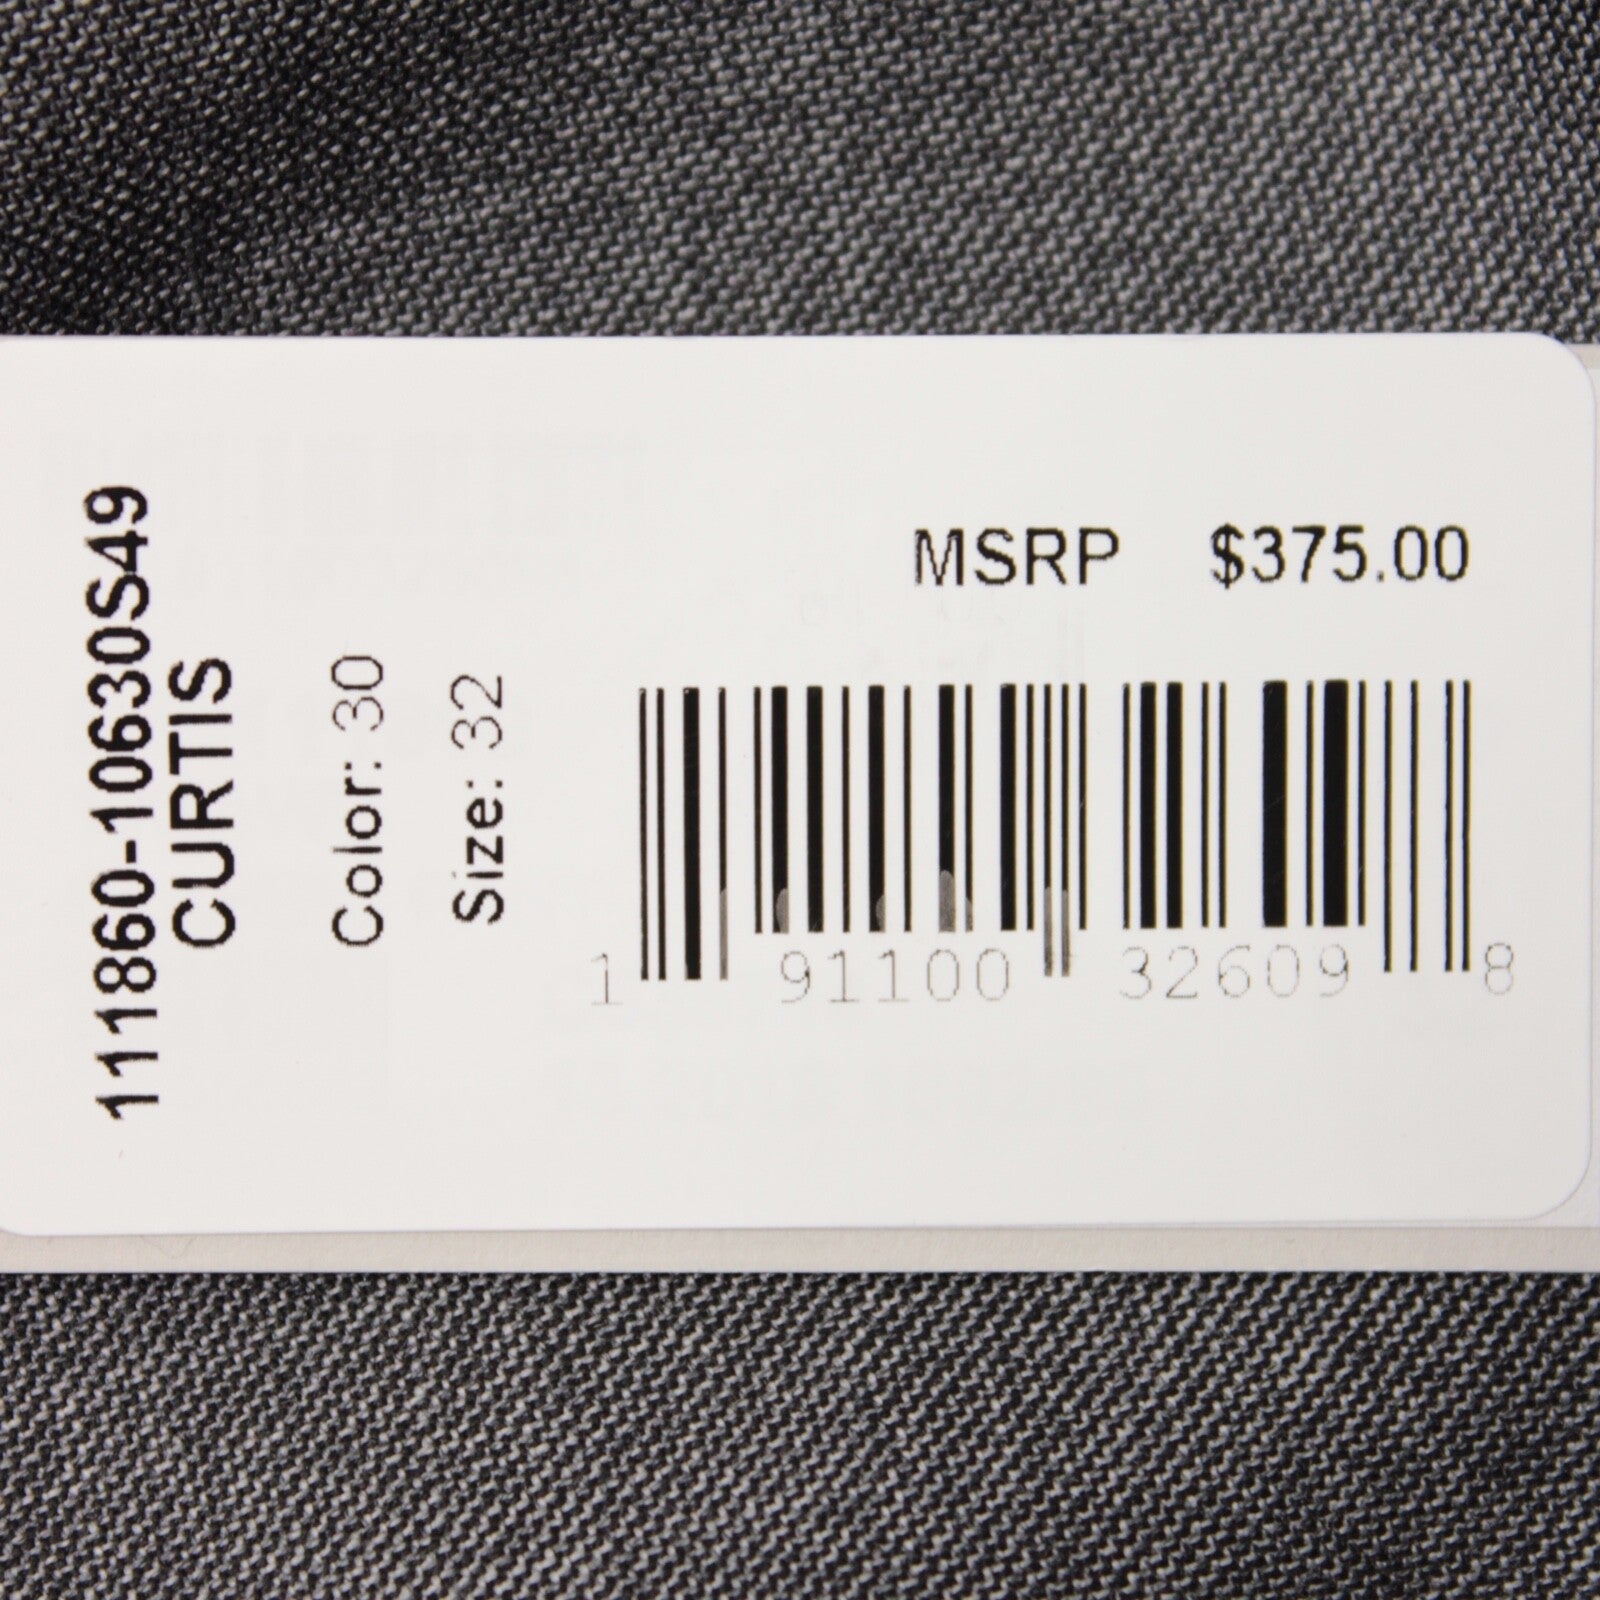 111860-10630S49
CURTIS
Color: 30
Size: 32
MSRP $375.00
1 91100 32609 8